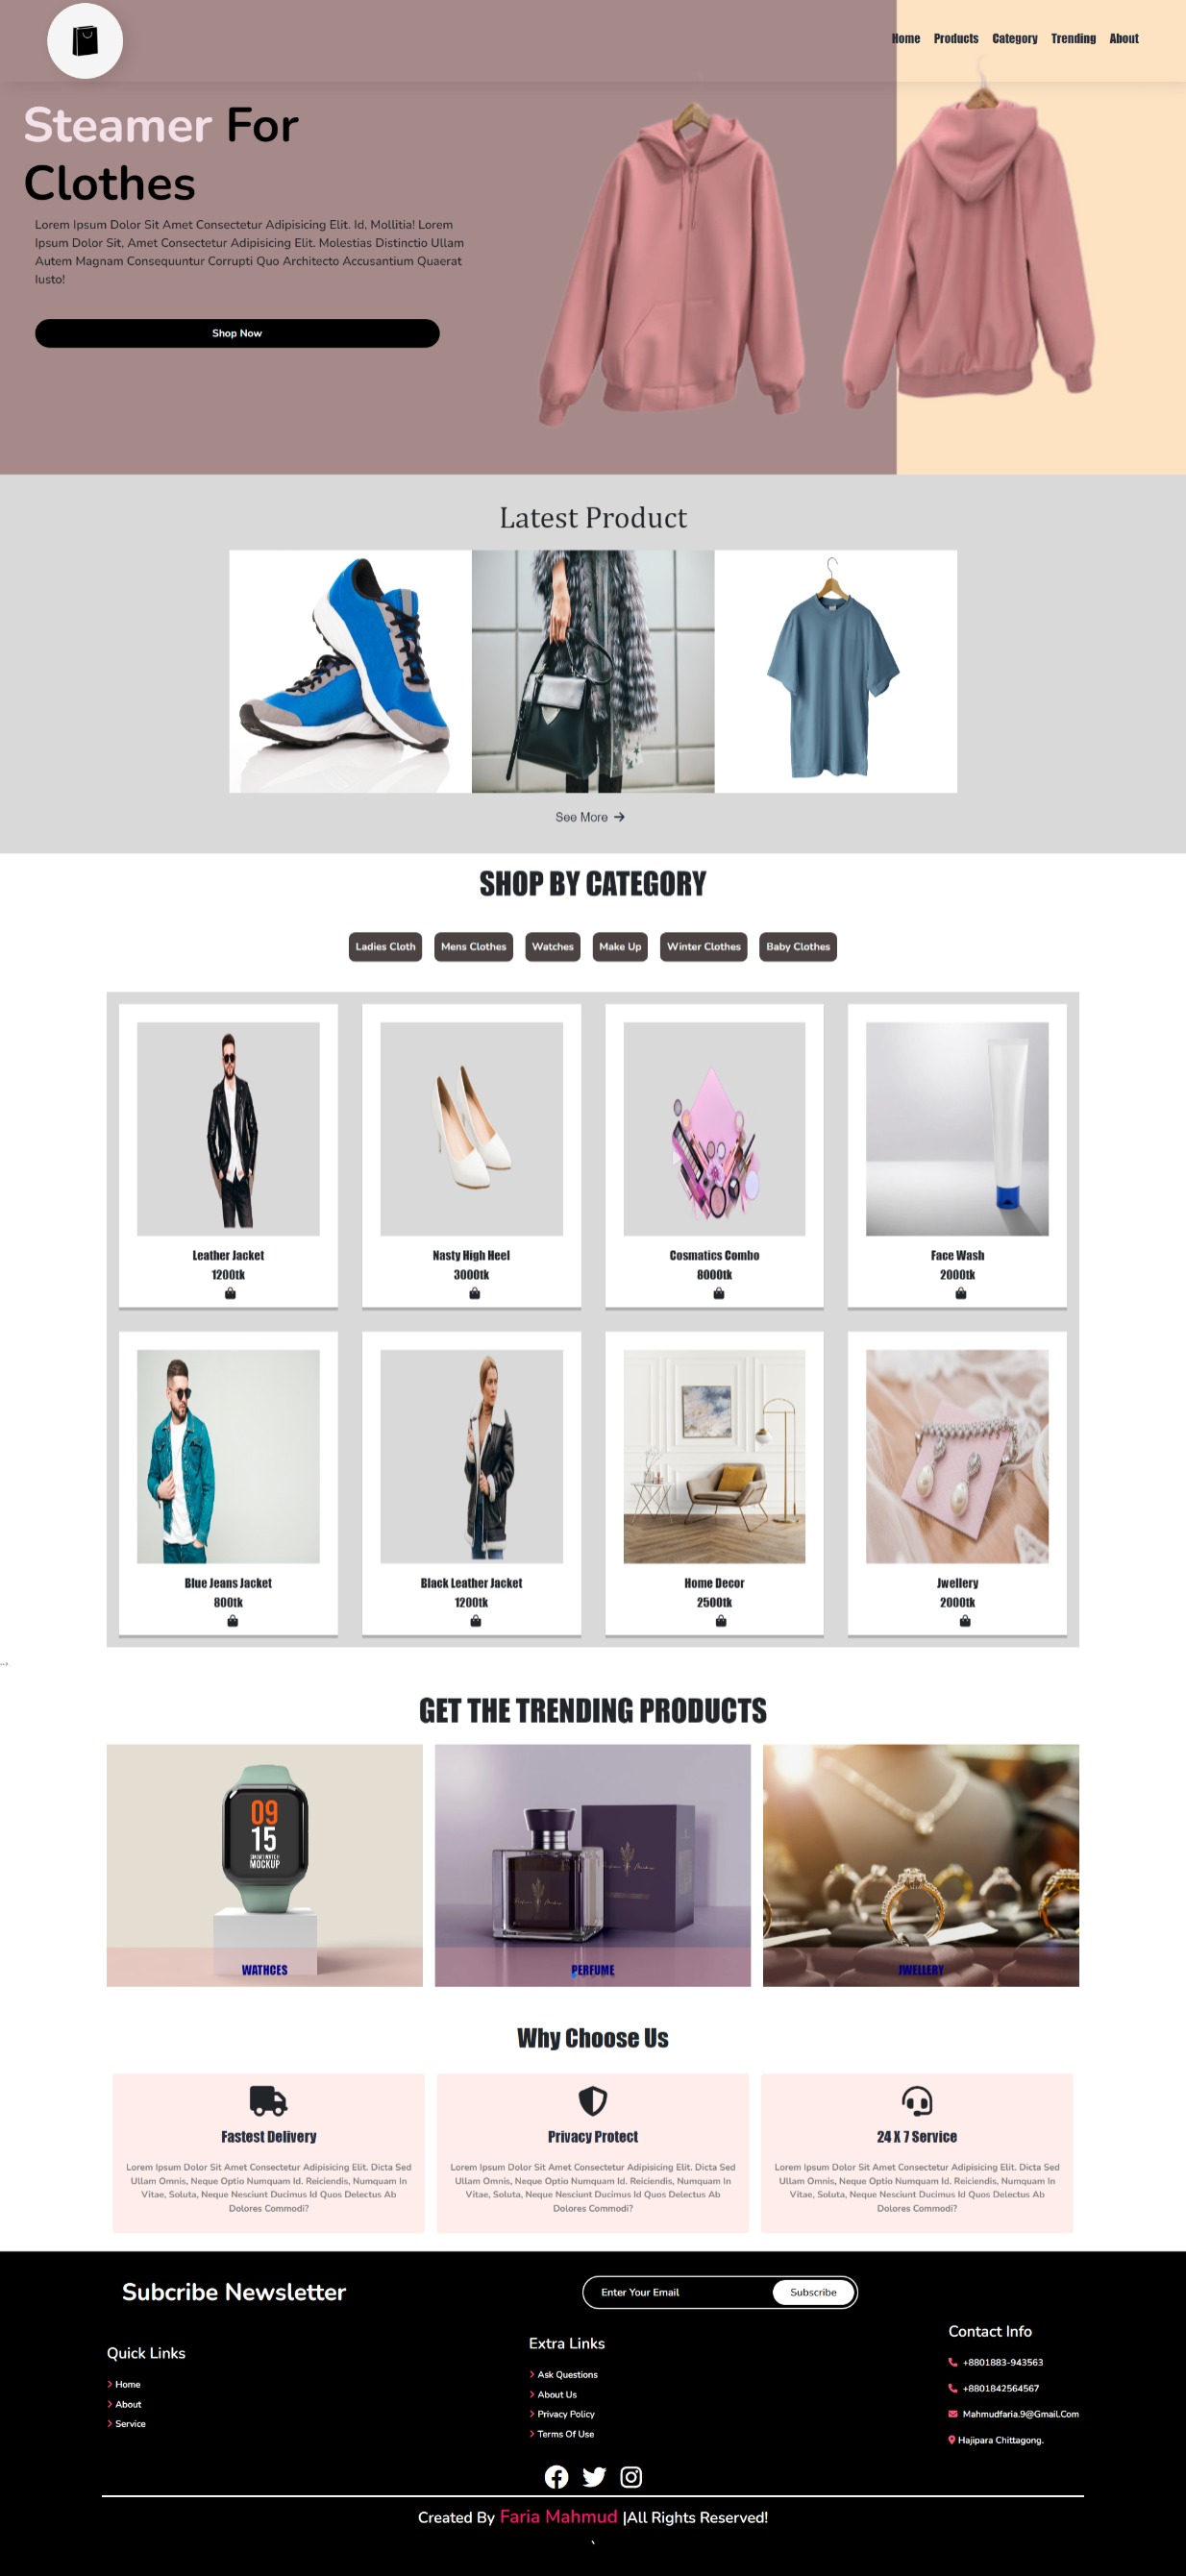 Home Products Category Trending About
Steamer For
Clothes
Lorem Ipsum Dolor Sit Amet Consectetur Adipisicing Elit. Id, Mollitia! Lorem
Ipsum Dolor Sit, Amet Consectetur Adipisicing Elit. Molestias Distinctio Ullam
Autem Magnam Consequuntur Corrupti Quo Architecto Accusantium Quaerat
Iusto!
Shop Now
Latest Product
See More
SHOP BY CATEGORY
Ladies Cloth Mens Clothes Watches Make Up Winter Clothes Baby Clothes
Leather Jacket Nasty High Heel Cosmatics Combo Face Wash
1200tk 3000tk 8000tk 2000tk
Blue Jeans Jacket Black Leather Jacket Home Decor Jwellery
800tk 1200tk 2500tk 2000tk
GET THE TRENDING PRODUCTS
09
15
SMARTWATCH
MOCKUP
WATHCES PERFUME JWELLERY
Why Choose Us
Fastest Delivery
Lorem Ipsum Dolor Sit Amet Consectetur Adipisicing Elit. Dicta Sed
Ullam Omnis, Neque Optio Numquam Id. Reiciendis, Numquam In
Vitae, Soluta, Neque Nesciunt Ducimus Id Quos Delectus Ab
Dolores Commodi?
Privacy Protect
Lorem Ipsum Dolor Sit Amet Consectetur Adipisicing Elit. Dicta Sed
Ullam Omnis, Neque Optio Numquam Id. Reiciendis, Numquam In
Vitae, Soluta, Neque Nesciunt Ducimus Id Quos Delectus Ab
Dolores Commodi?
24 X 7 Service
Lorem Ipsum Dolor Sit Amet Consectetur Adipisicing Elit. Dicta Sed
Ullam Omnis, Neque Optio Numquam Id. Reiciendis, Numquam In
Vitae, Soluta, Neque Nesciunt Ducimus Id Quos Delectus Ab
Dolores Commodi?
Subcribe Newsletter
Enter Your Email Subscribe
Quick Links
Home
About
Service
Extra Links
Ask Questions
About Us
Privacy Policy
Terms Of Use
Contact Info
+8801883-943563
+8801842564567
Mahmudfaria.9@Gmail.Com
Hajipara Chittagong.
Created By Faria Mahmud |All Rights Reserved!
`